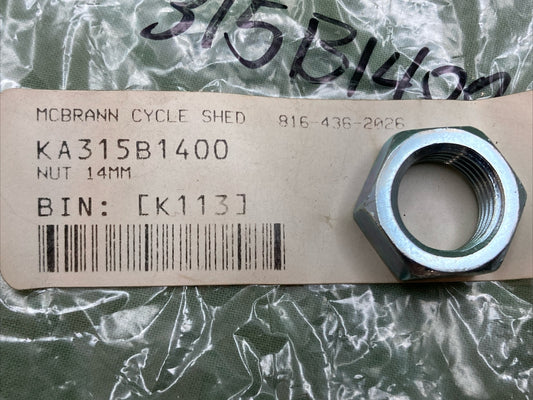 315B1400
MCBRANN CYCLE SHED 816-436-2026
KA315B1400
NUT 14MM
BIN: [K113]